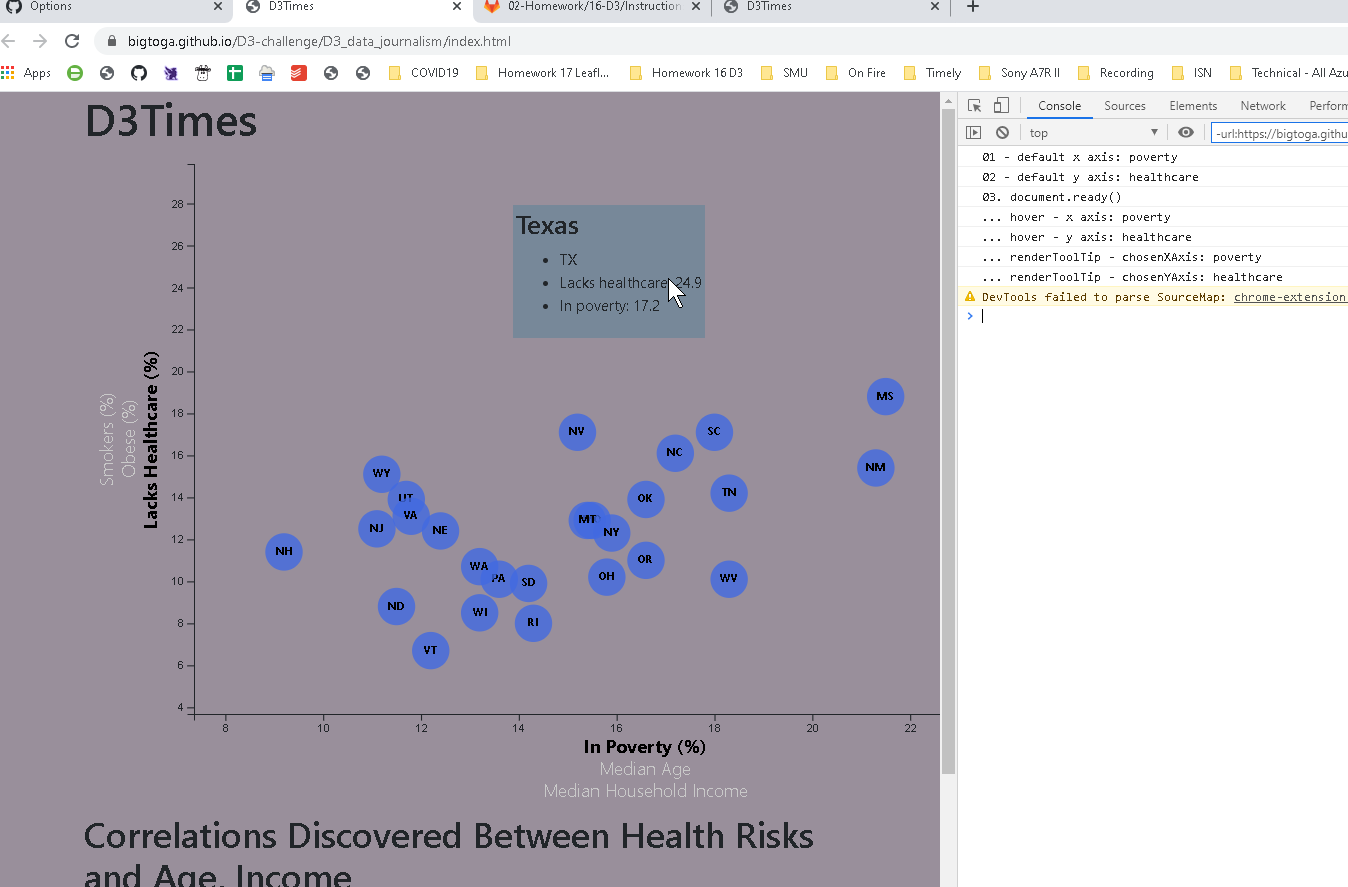 Options
D3Times
02-Homework/16-D3/Instruction
D3Times
bigtoga.github.io/D3-challenge/D3_data_journalism/index.html
Apps
COVID19
Homework 17 Leafl...
Homework 16 D3
SMU
On Fire
Timely
Sony A7R II
Recording
ISN
Technical - All Azu
D3Times
Console
Sources
Elements
Network
Perform
top
-url:https://bigtoga.githu
01 - default x axis: poverty
02 - default y axis: healthcare
03. document.ready()
... hover - x axis: poverty
... hover - y axis: healthcare
... renderToolTip - chosenXAxis: poverty
... renderToolTip - chosenYAxis: healthcare
DevTools failed to parse SourceMap: chrome-extension
Texas
TX
Lacks healthcare: 24.9
In poverty: 17.2
28
26
24
22
20
18
16
14
12
10
8
6
4
Smokers (%)
Obese (%)
Lacks Healthcare (%)
MS
NV
SC
NC
NM
WY
UT
OK
TN
VA
MT
NJ
NE
NY
NH
OR
WA
PA
SD
OH
WV
ND
WI
RI
VT
8
10
12
14
16
18
20
22
In Poverty (%)
Median Age
Median Household Income
Correlations Discovered Between Health Risks
and Age, Income